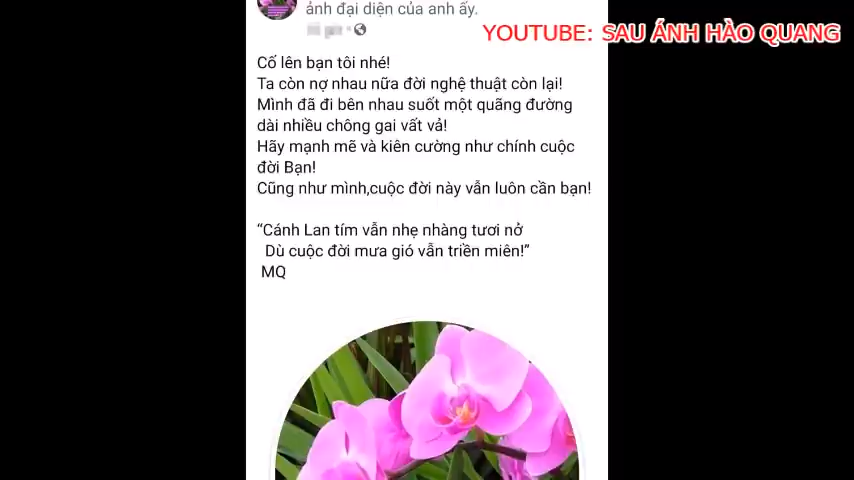 ảnh đại diện của anh ấy.
YOUTUBE: SAU ÁNH HÀO QUANG
Cố lên bạn tôi nhé!
Ta còn nợ nhau nữa đời nghệ thuật còn lại!
Mình đã đi bên nhau suốt một quãng đường
dài nhiều chông gai vất vả!
Hãy mạnh mẽ và kiên cường như chính cuộc
đời Bạn!
Cũng như mình,cuộc đời này vẫn luôn cần bạn!
“Cánh Lan tím vẫn nhẹ nhàng tươi nở
Dù cuộc đời mưa gió vẫn triền miên!”
MQ